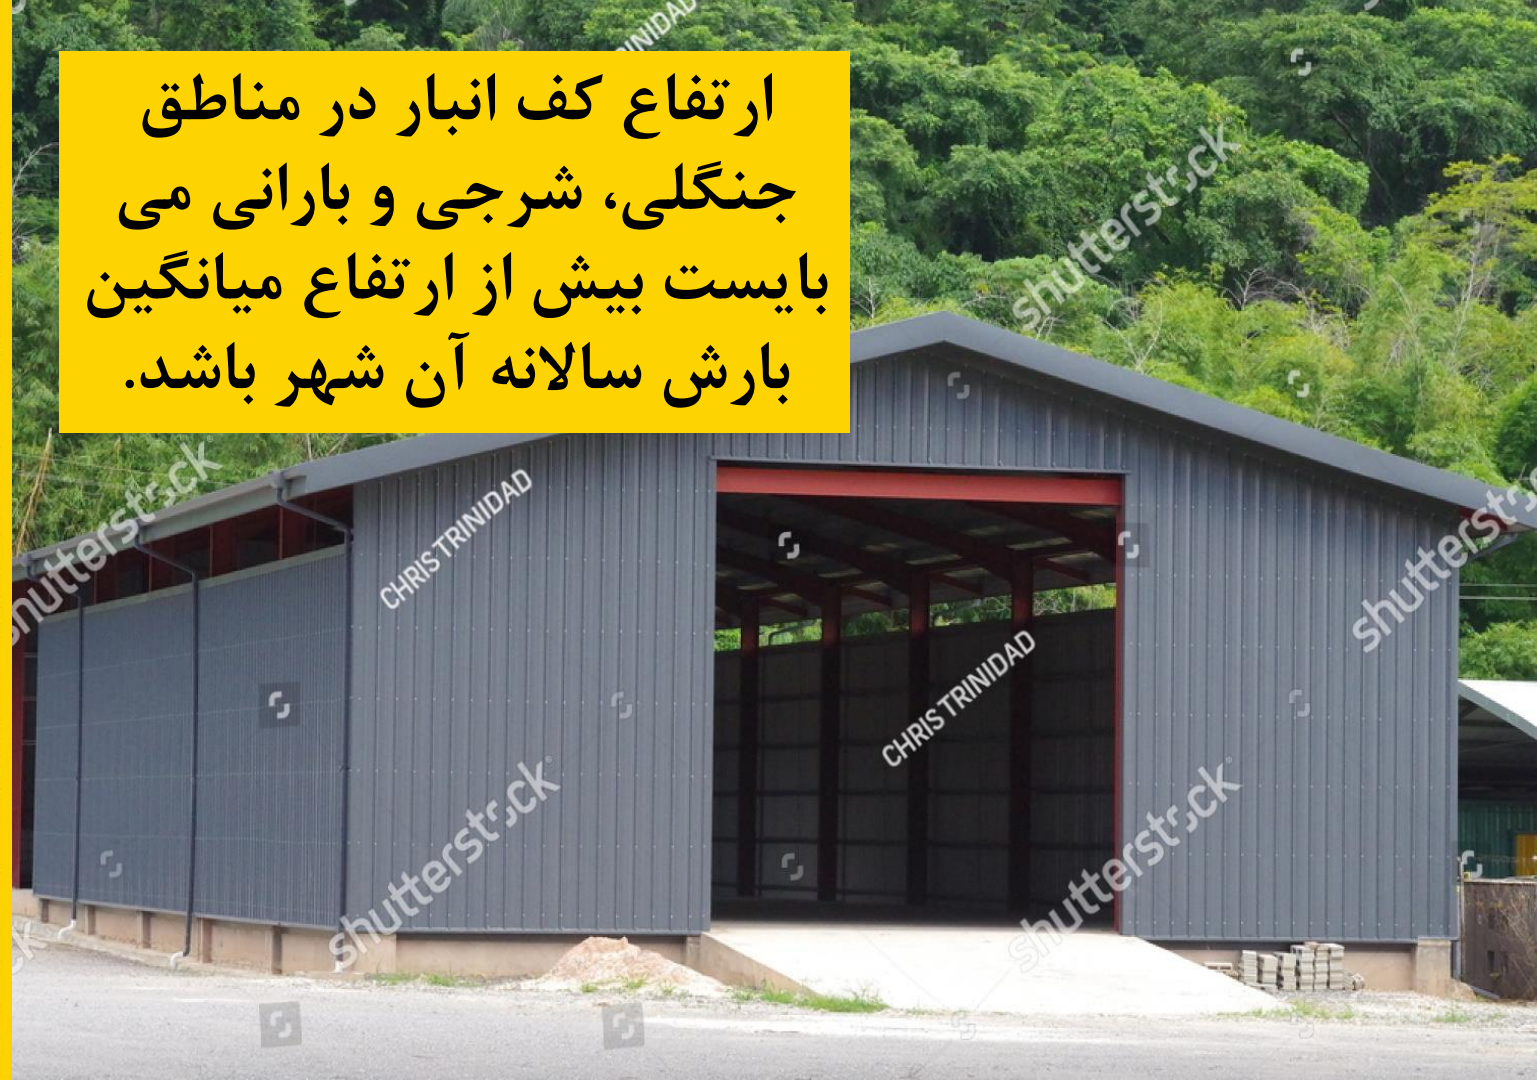 INIDAD
ارتفاع کف انبار در مناطق
جنگلی، شرجی و بارانی می
بایست بیش از ارتفاع میانگین
بارش سالانه آن شهر باشد.
shutterstock
shutterstock
CHRIS TRINIDAD
shutterstock
CHRIS TRINIDAD
shutterstock
shutterstock